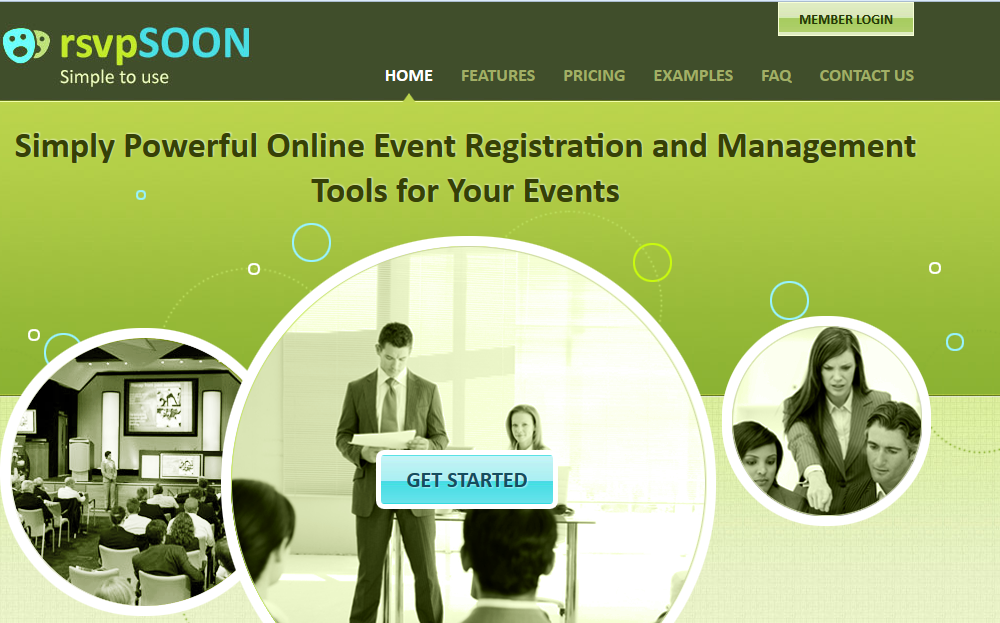 MEMBER LOGIN
rsvpSOON
Simple to use
HOME FEATURES PRICING EXAMPLES FAQ CONTACT US
Simply Powerful Online Event Registration and Management
Tools for Your Events
GET STARTED